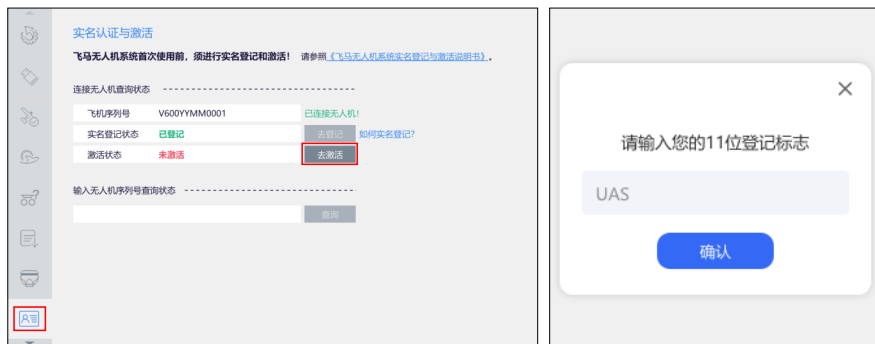 实名认证与激活
飞马无人机系统首次使用前，须进行实名登记和激活！ 请参照《飞马无人机系统实名登记与激活说明书》。
连接无人机查询状态
飞机序列号 V600YYMM0001 已连接无人机!
实名登记状态 已登记 去登记 如何实名登记?
激活状态 未激活 去激活
输入无人机序列号查询状态
查询
请输入您的11位登记标志
UAS
确认